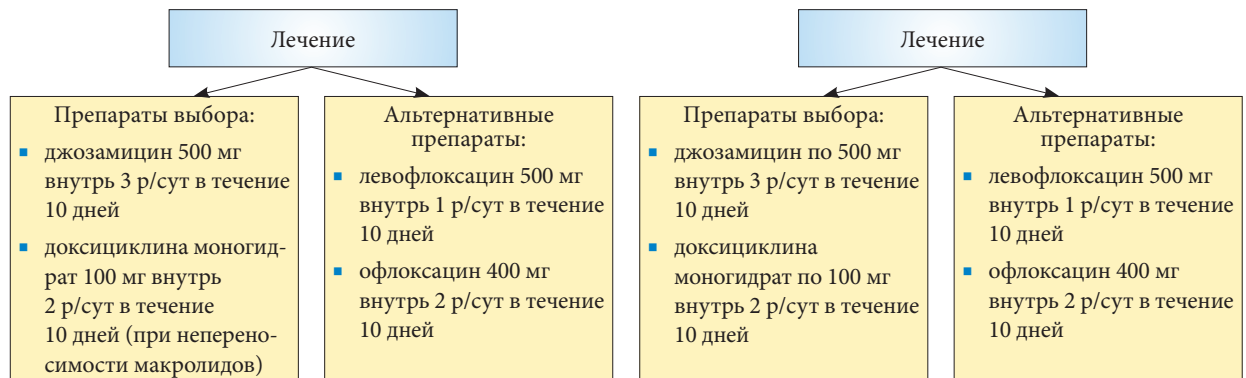 Лечение
Препараты выбора:
▪ джозамицин 500 мг
внутрь 3 р/сут в течение
10 дней
▪ доксициклина моногид-
рат 100 мг внутрь
2 р/сут в течение
10 дней (при неперено-
симости макролидов)
Альтернативные
препараты:
▪ левофлоксацин 500 мг
внутрь 1 р/сут в течение
10 дней
▪ офлоксацин 400 мг
внутрь 2 р/сут в течение
10 дней
Лечение
Препараты выбора:
▪ джозамицин по 500 мг
внутрь 3 р/сут в течение
10 дней
▪ доксициклина
моногидрат по 100 мг
внутрь 2 р/сут в течение
10 дней
Альтернативные
препараты:
▪ левофлоксацин 500 мг
внутрь 1 р/сут в течение
10 дней
▪ офлоксацин 400 мг
внутрь 2 р/сут в течение
10 дней